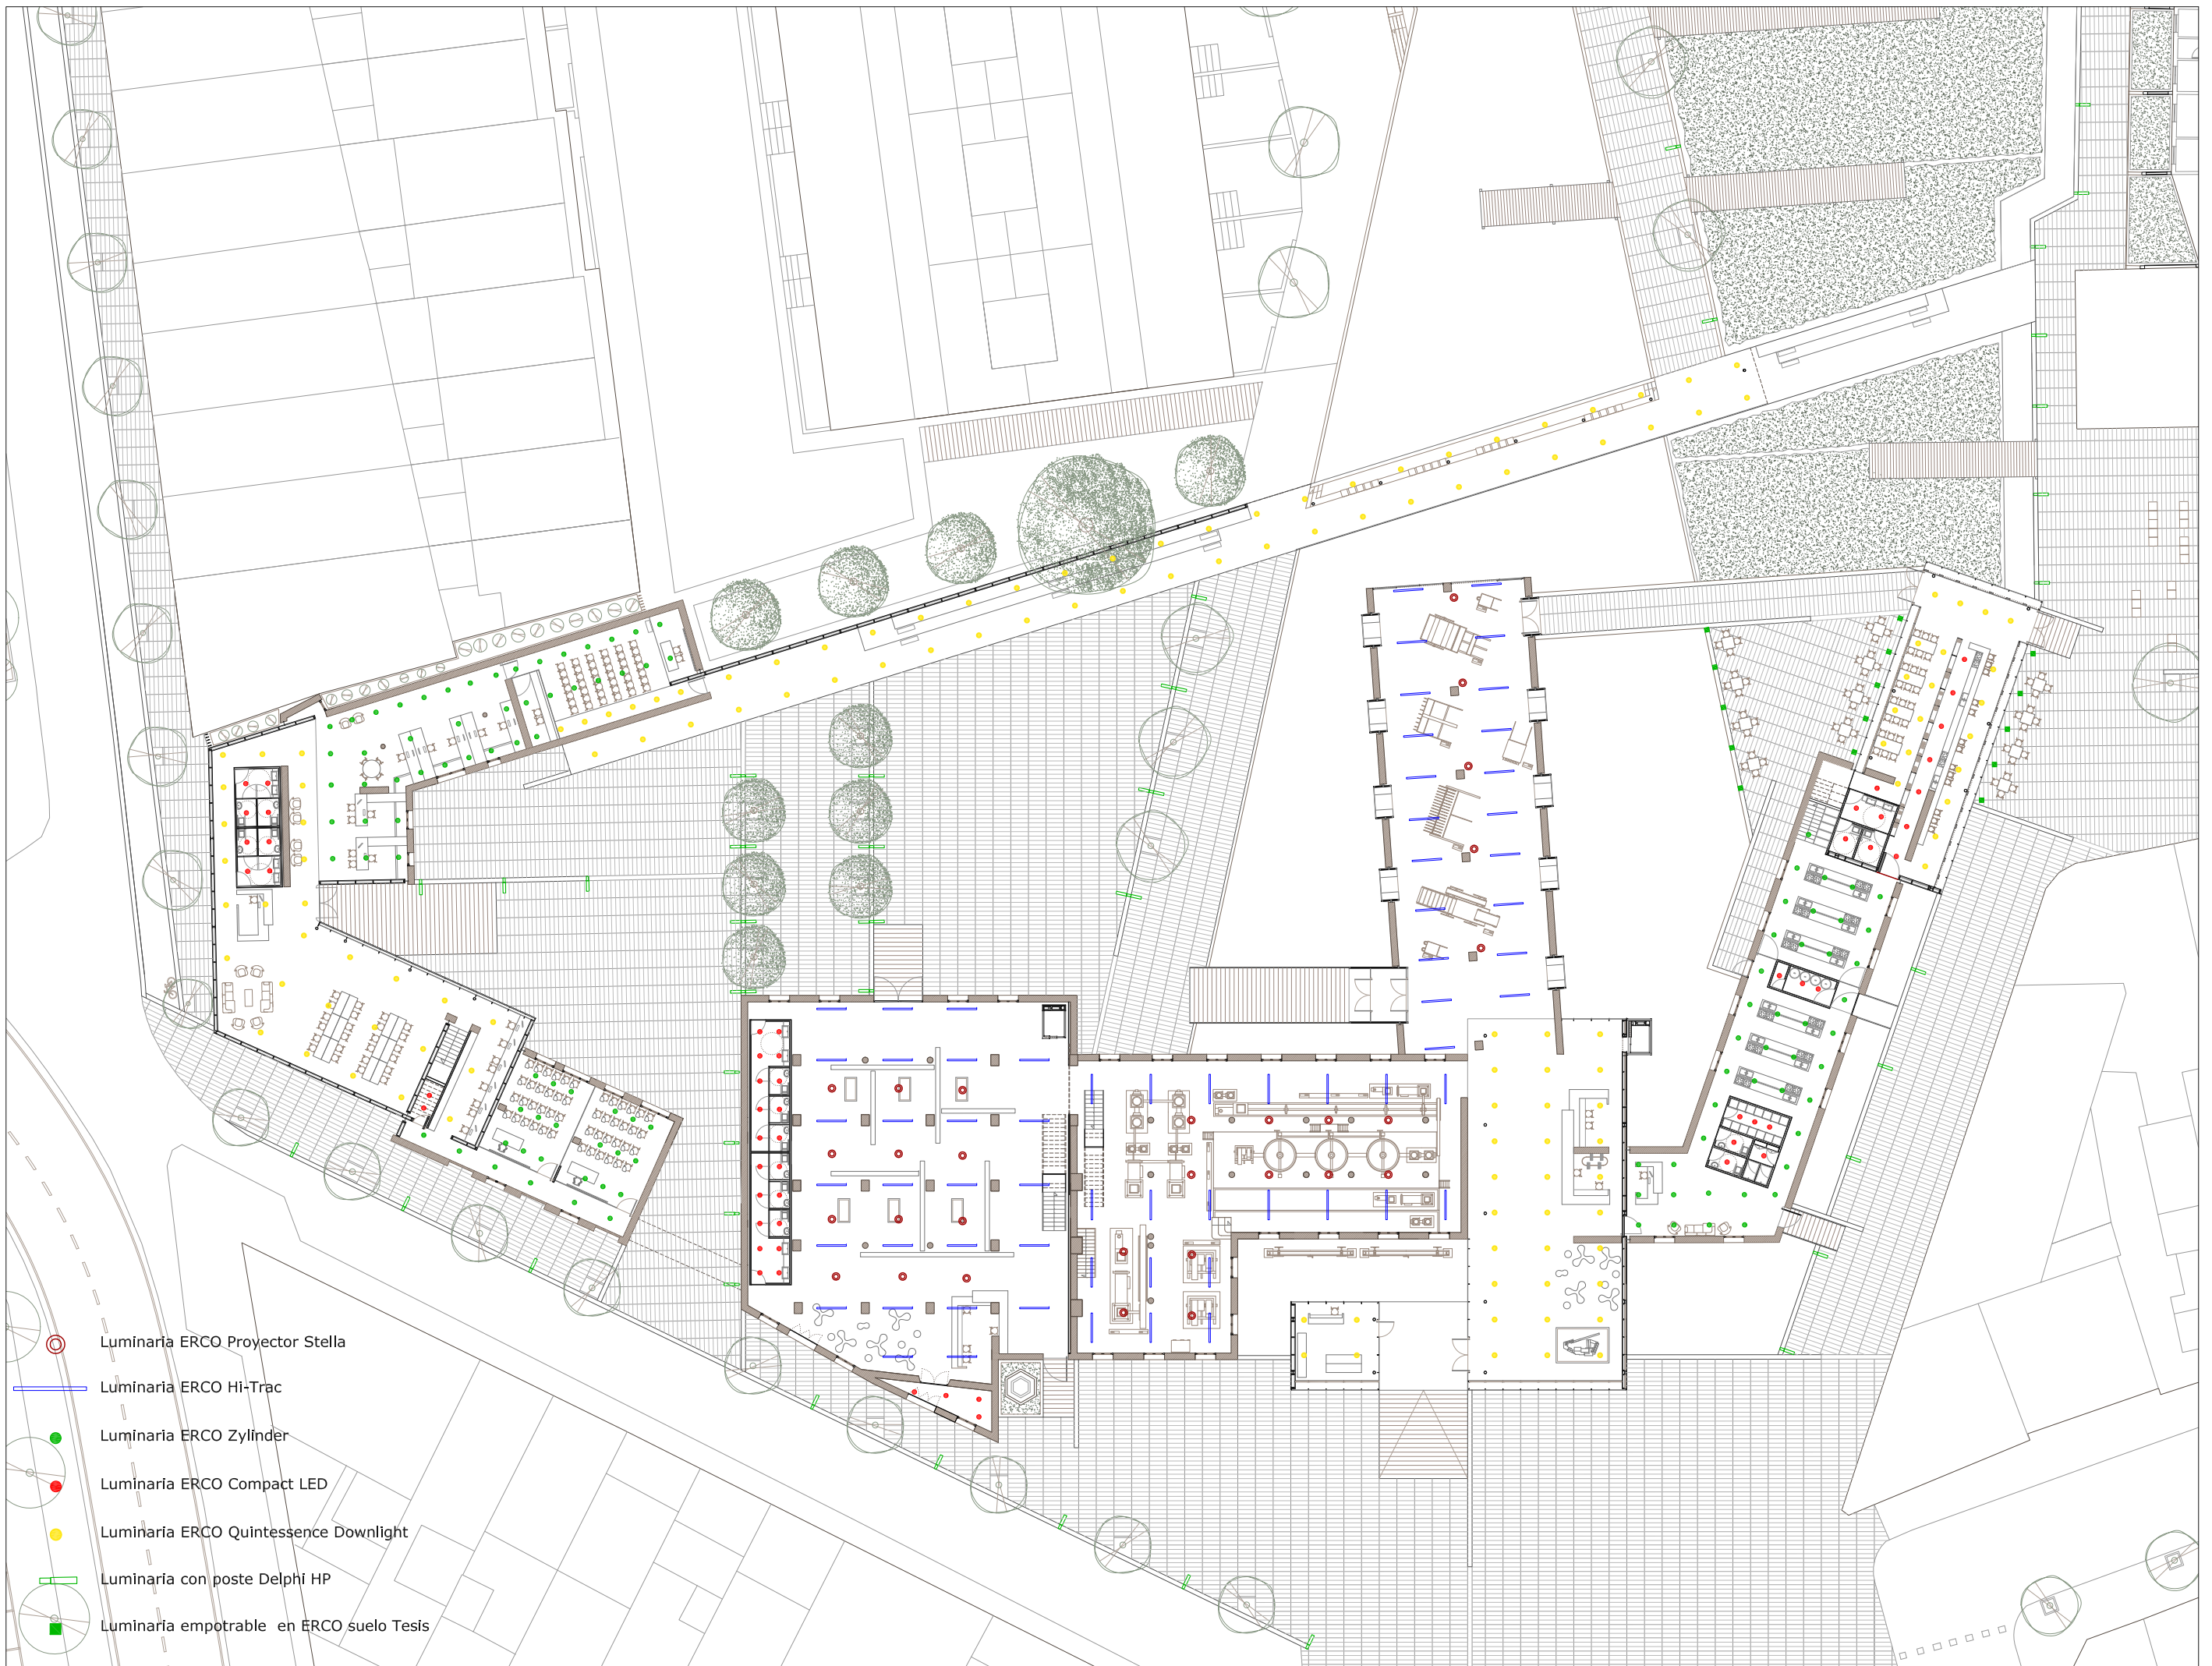 Luminaria ERCO Proyector Stella
Luminaria ERCO Hi-Trac
Luminaria ERCO Zylinder
Luminaria ERCO Compact LED
Luminaria ERCO Quintessence Downlight
Luminaria con poste Delphi HP
Luminaria empotrable en ERCO suelo Tesis